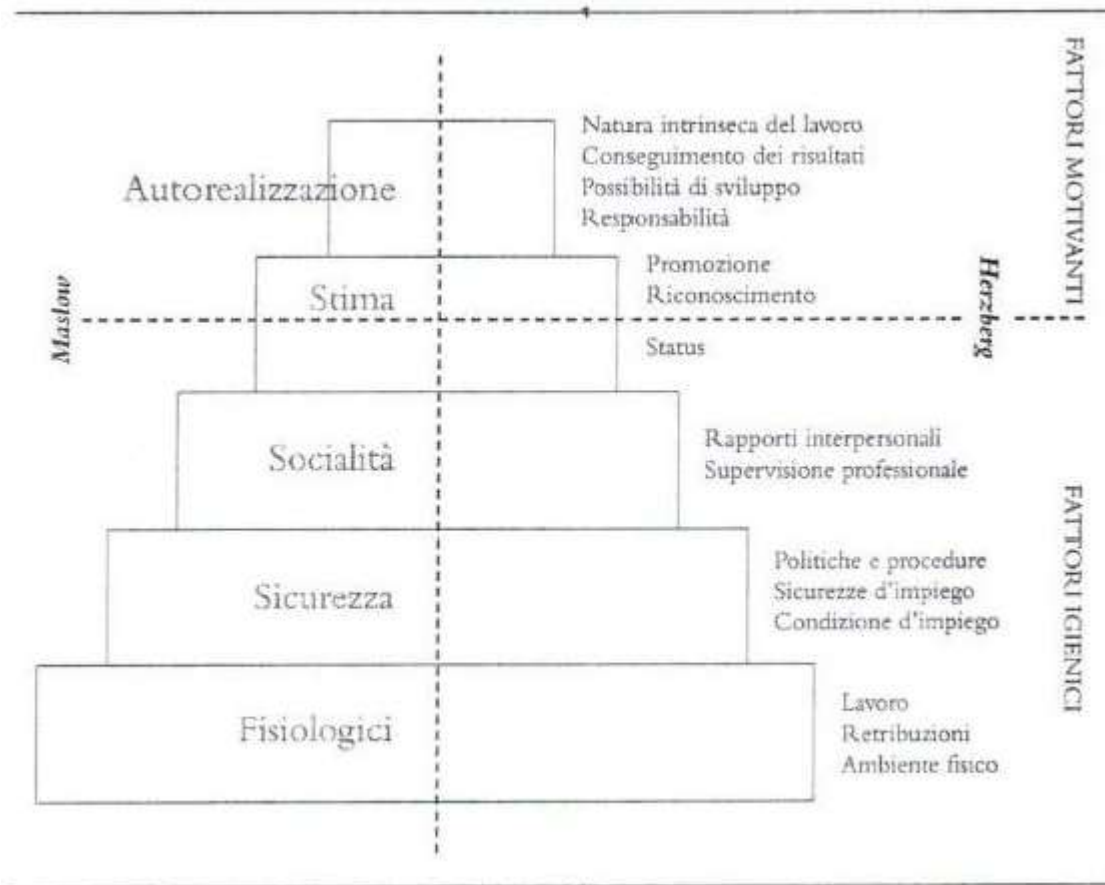 FATTORI MOTIVANTI
Natura intrinseca del lavoro
Conseguimento dei risultati
Possibilità di sviluppo
Responsabilità
Autorealizzazione
Promozione
Riconoscimento
Stima
Maslow
Herzberg
Status
Rapporti interpersonali
Supervisione professionale
Socialità
FATTORI IGIENICI
Politiche e procedure
Sicurezze d'impiego
Condizione d'impiego
Sicurezza
Lavoro
Retribuzioni
Ambiente fisico
Fisiologici